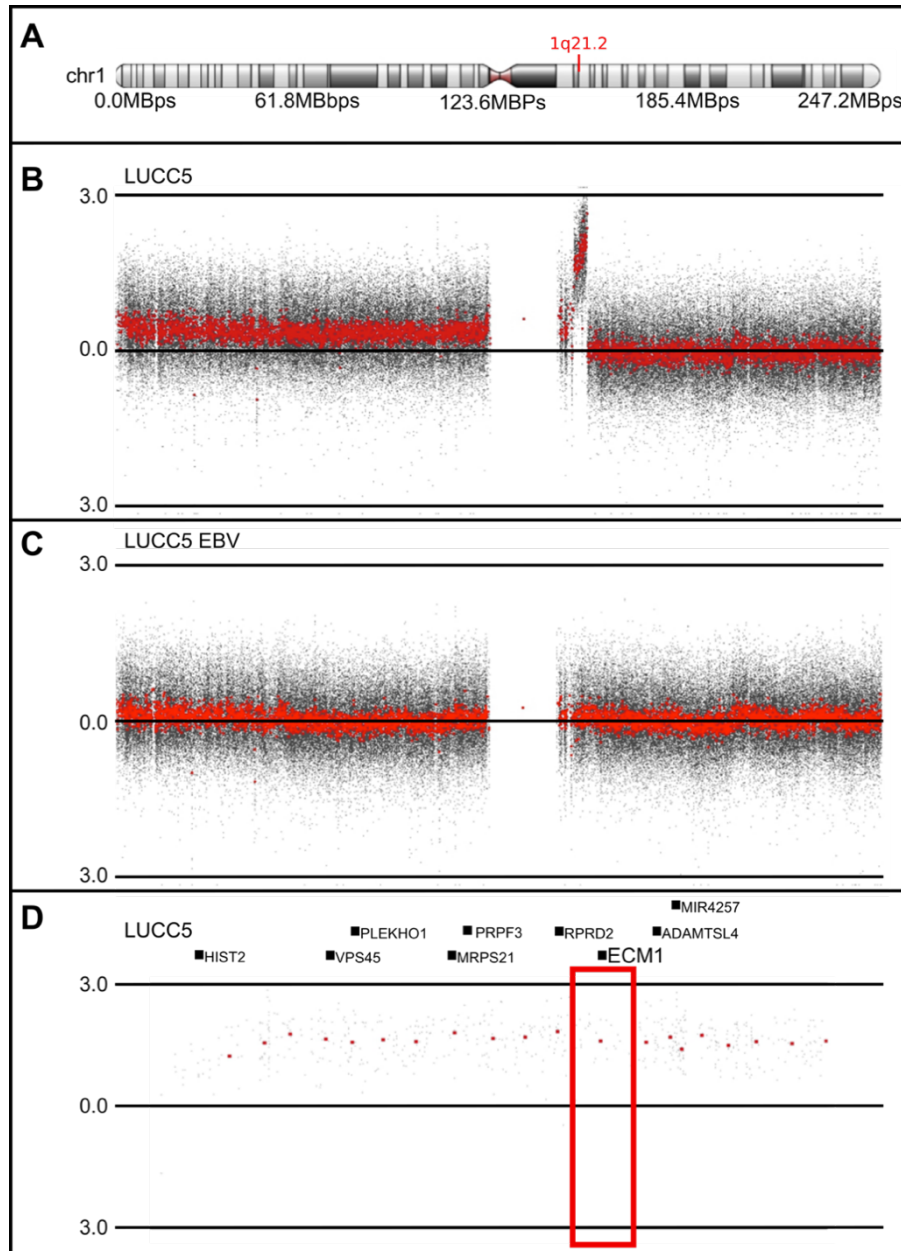 A
1q21.2
chr1
0.0MBps 61.8MBbps 123.6MBPs 185.4MBps 247.2MBps
B
LUCC5
3.0
0.0
3.0
C
LUCC5 EBV
3.0
0.0
3.0
D
LUCC5
MIR4257
PLEKHO1 PRPF3 RPRD2 ADAMTSL4
HIST2 VPS45 MRPS21 ECM1
3.0
0.0
3.0